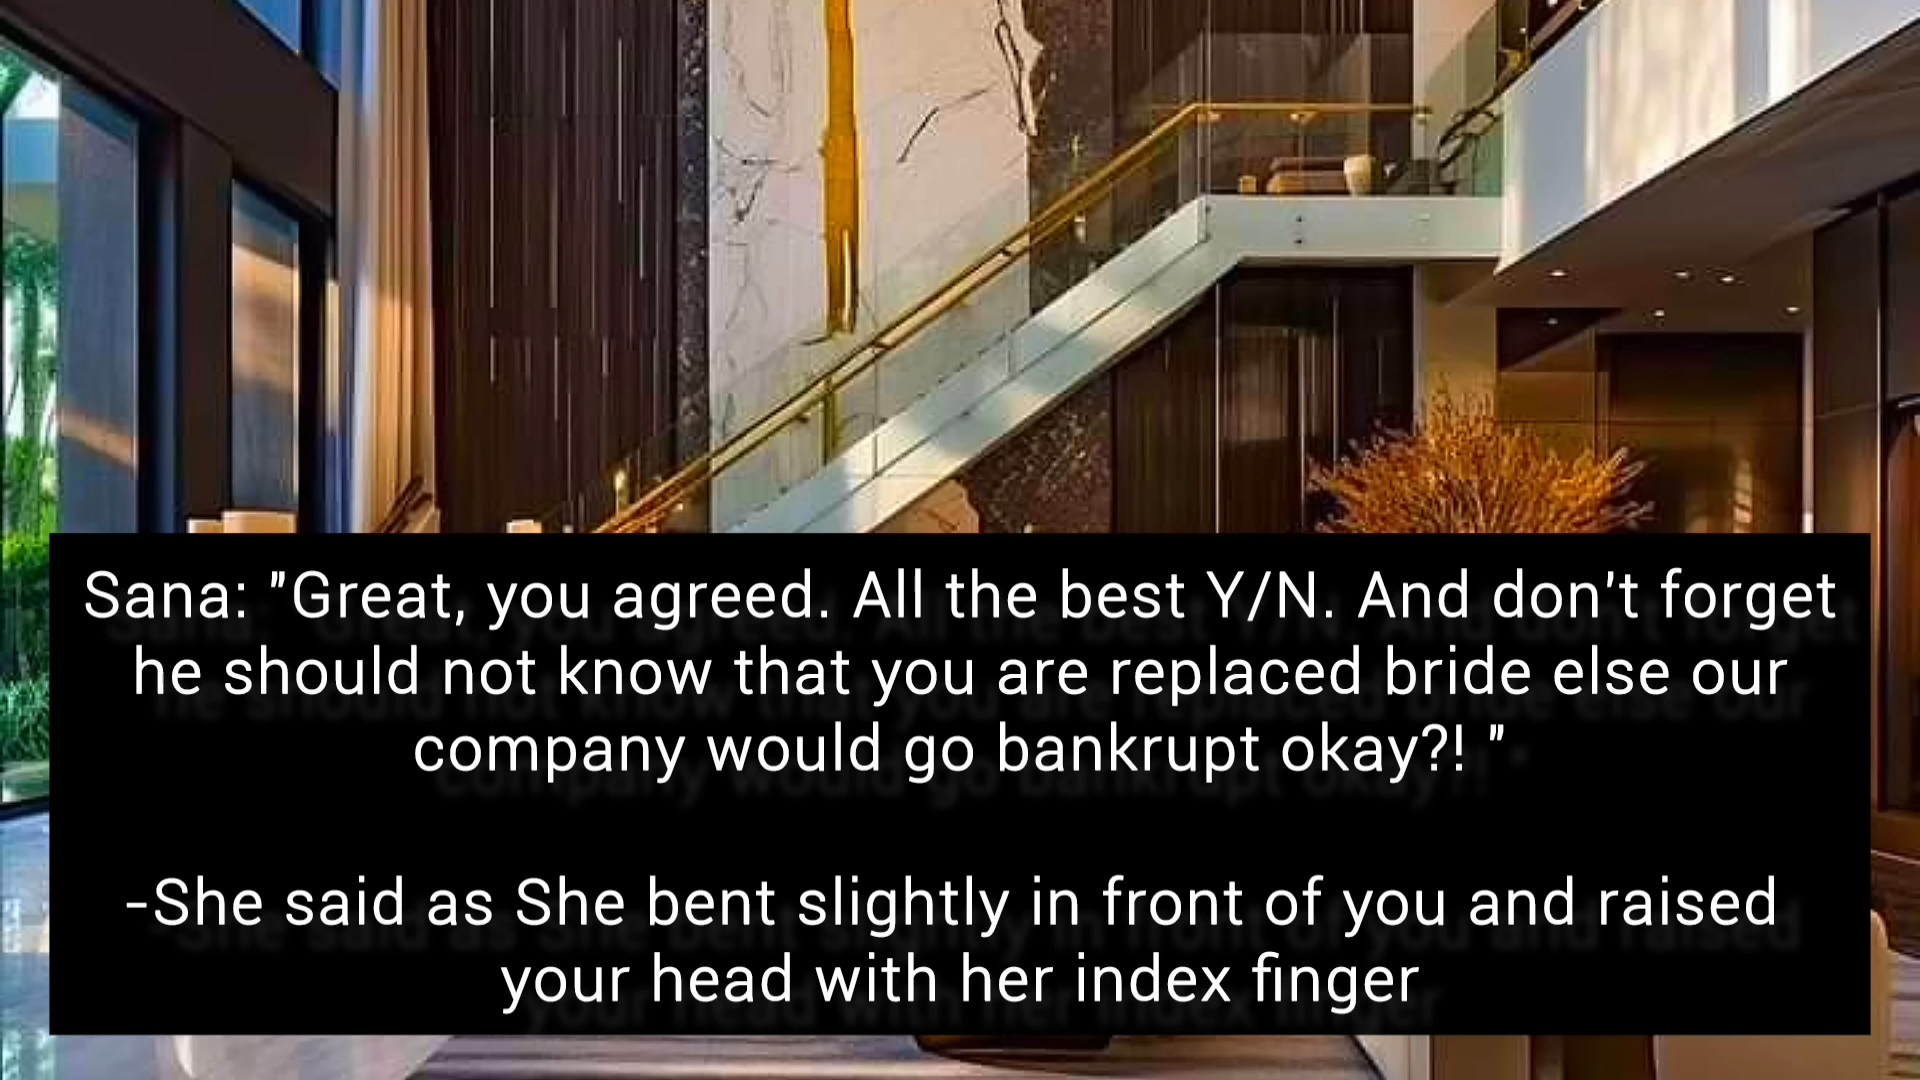 Sana: "Great, you agreed. All the best Y/N. And don't forget
he should not know that you are replaced bride else our
company would go bankrupt okay?! "
-She said as She bent slightly in front of you and raised
your head with her index finger